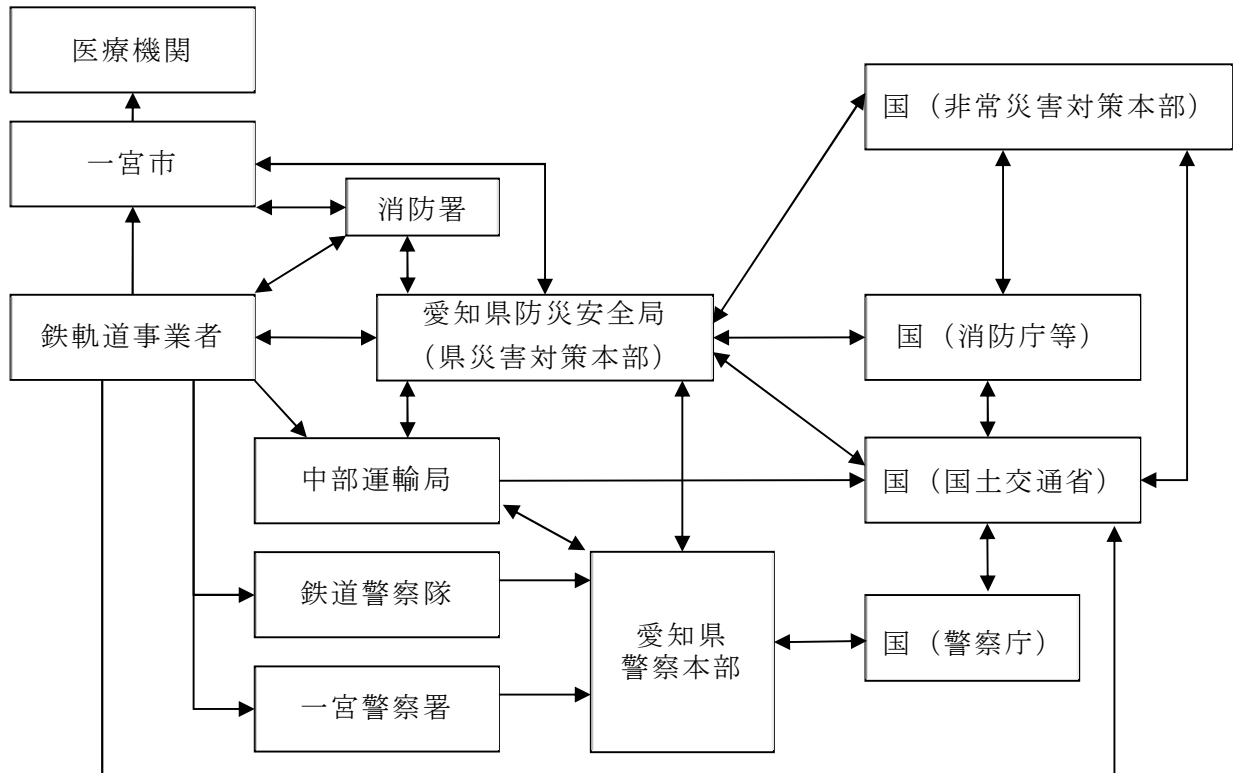 医療機関
国（非常災害対策本部）
一宮市
消防署
鉄軌道事業者
愛知県防災安全局
（県災害対策本部）
国（消防庁等）
中部運輸局
国（国土交通省）
鉄道警察隊
愛知県
警察本部
国（警察庁）
一宮警察署